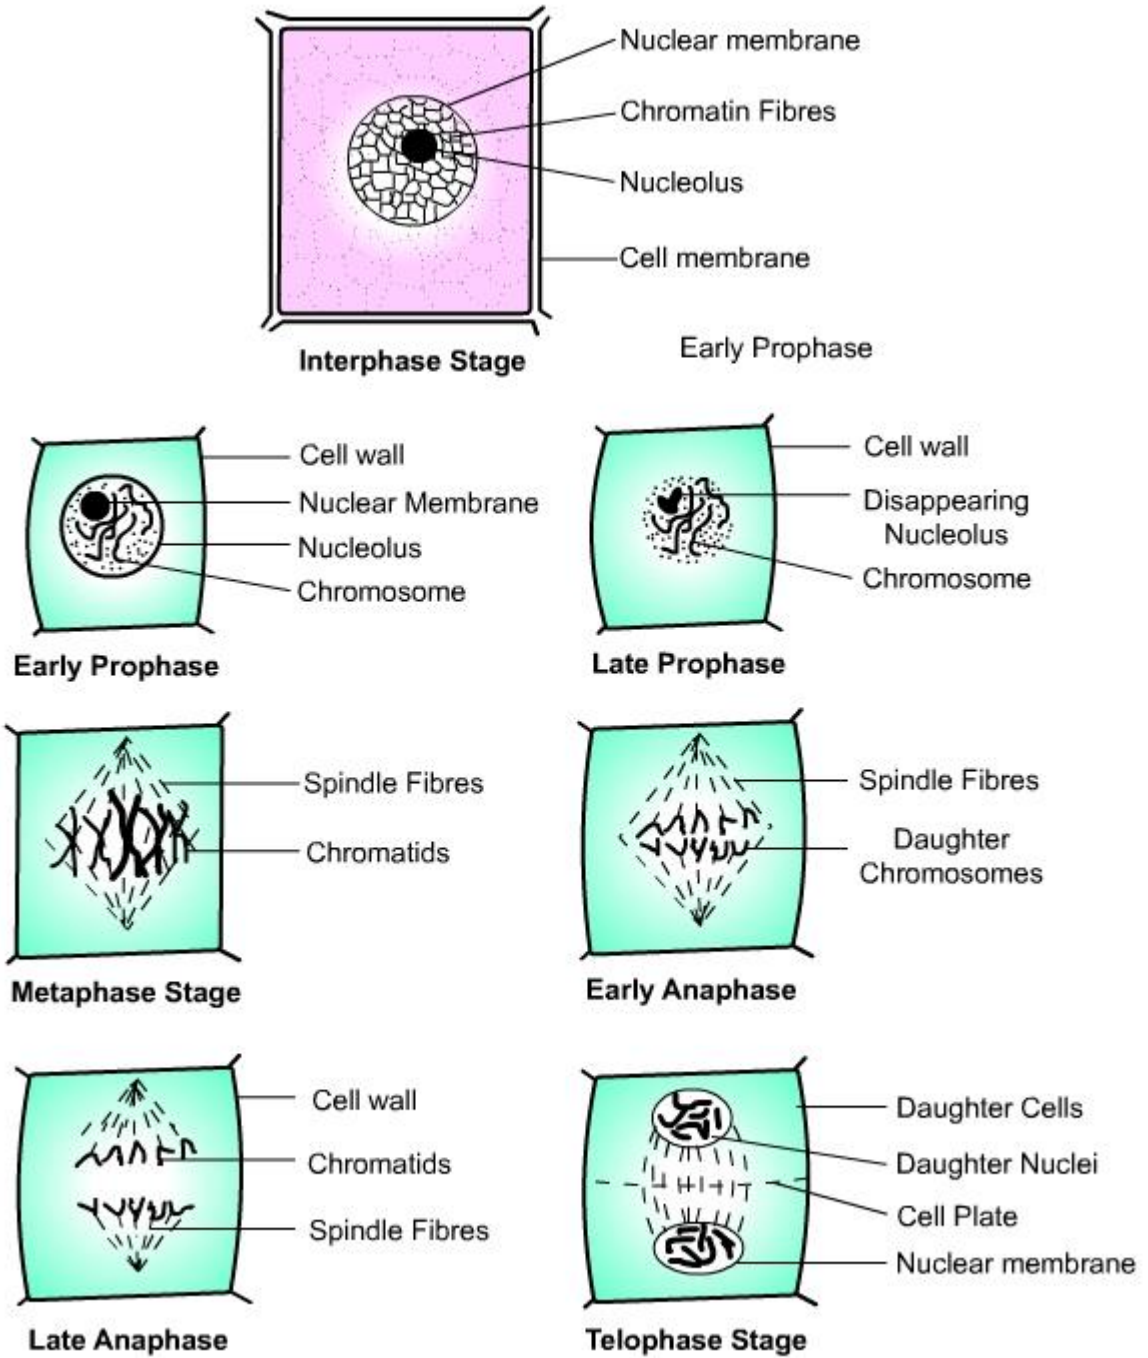 Nuclear membrane
Chromatin Fibres
Nucleolus
Cell membrane
Interphase Stage
Early Prophase
Cell wall
Nuclear Membrane
Nucleolus
Chromosome
Early Prophase
Cell wall
Disappearing
Nucleolus
Chromosome
Late Prophase
Spindle Fibres
Chromatids
Metaphase Stage
Spindle Fibres
Daughter
Chromosomes
Early Anaphase
Cell wall
Chromatids
Spindle Fibres
Late Anaphase
Daughter Cells
Daughter Nuclei
Cell Plate
Nuclear membrane
Telophase Stage